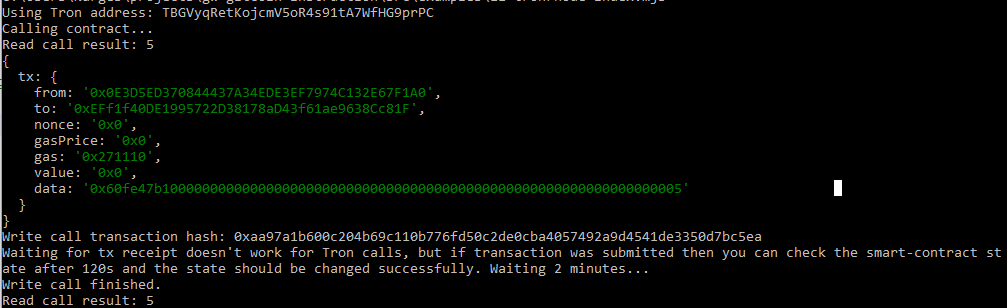 Using Tron address: TBGVyqRetKojcmV5oR4s91tA7WfHG9prPC
Calling contract...
Read call result: 5
{
  tx: {
    from: '0x0E3D5ED370844437A34EDE3EF7974C132E67F1A0',
    to: '0xEFf1f40DE1995722D38178aD43f61ae9638Cc81F',
    nonce: '0x0',
    gasPrice: '0x0',
    gas: '0x271110',
    value: '0x0',
    data: '0x60fe47b10000000000000000000000000000000000000000000000000000000000000005'
  }
}
Write call transaction hash: 0xaa97a1b600c204b69c110b776fd50c2de0cba4057492a9d4541de3350d7bc5ea
Waiting for tx receipt doesn't work for Tron calls, but if transaction was submitted then you can check the smart-contract st
ate after 120s and the state should be changed successfully. Waiting 2 minutes...
Write call finished.
Read call result: 5